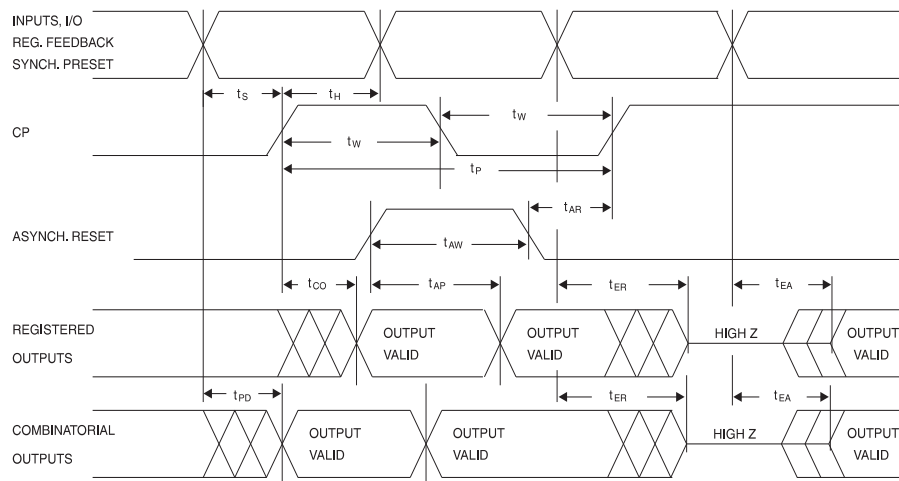 INPUTS, I/O
REG. FEEDBACK
SYNCH. PRESET
tS
tH
CP
tW
tW
tP
ASYNCH. RESET
tAR
tAW
tCO
tAP
tER
tEA
REGISTERED
OUTPUTS
OUTPUT
VALID
OUTPUT
VALID
HIGH Z
OUTPUT
VALID
tPD
tER
tEA
COMBINATORIAL
OUTPUTS
OUTPUT
VALID
OUTPUT
VALID
HIGH Z
OUTPUT
VALID